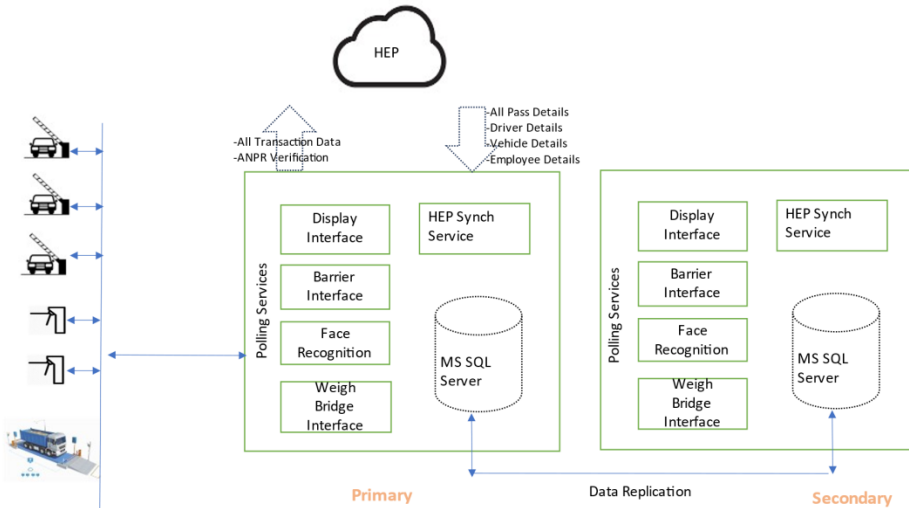 HEP
-All Transaction Data
-ANPR Verification
-All Pass Details
-Driver Details
-Vehicle Details
-Employee Details
Polling Services
Display
Interface
Barrier
Interface
Face
Recognition
Weigh
Bridge
Interface
HEP Synch
Service
MS SQL
Server
Primary
Polling Services
Display
Interface
Barrier
Interface
Face
Recognition
Weigh
Bridge
Interface
HEP Synch
Service
MS SQL
Server
Data Replication
Secondary